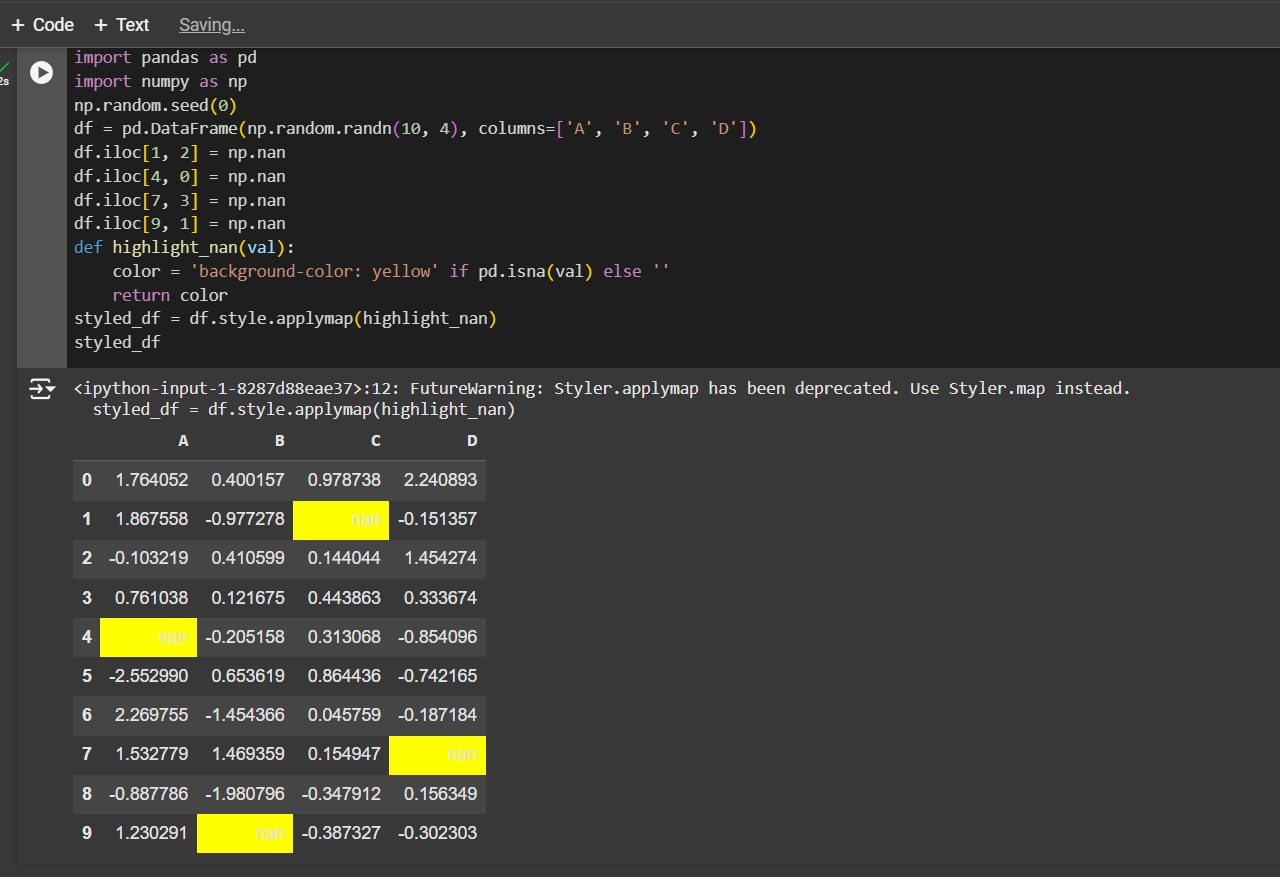 + Code + Text Saving...
2s
import pandas as pd
import numpy as np
np.random.seed(0)
df = pd.DataFrame(np.random.randn(10, 4), columns=['A', 'B', 'C', 'D'])
df.iloc[1, 2] = np.nan
df.iloc[4, 0] = np.nan
df.iloc[7, 3] = np.nan
df.iloc[9, 1] = np.nan
def highlight_nan(val):
    color = 'background-color: yellow' if pd.isna(val) else ''
    return color
styled_df = df.style.applymap(highlight_nan)
styled_df
<ipython-input-1-8287d88eae37>:12: FutureWarning: Styler.applymap has been deprecated. Use Styler.map instead.
  styled_df = df.style.applymap(highlight_nan)
A B C D
0 1.764052 0.400157 0.978738 2.240893
1 1.867558 -0.977278 nan -0.151357
2 -0.103219 0.410599 0.144044 1.454274
3 0.761038 0.121675 0.443863 0.333674
4 nan -0.205158 0.313068 -0.854096
5 -2.552990 0.653619 0.864436 -0.742165
6 2.269755 -1.454366 0.045759 -0.187184
7 1.532779 1.469359 0.154947 nan
8 -0.887786 -1.980796 -0.347912 0.156349
9 1.230291 nan -0.387327 -0.302303